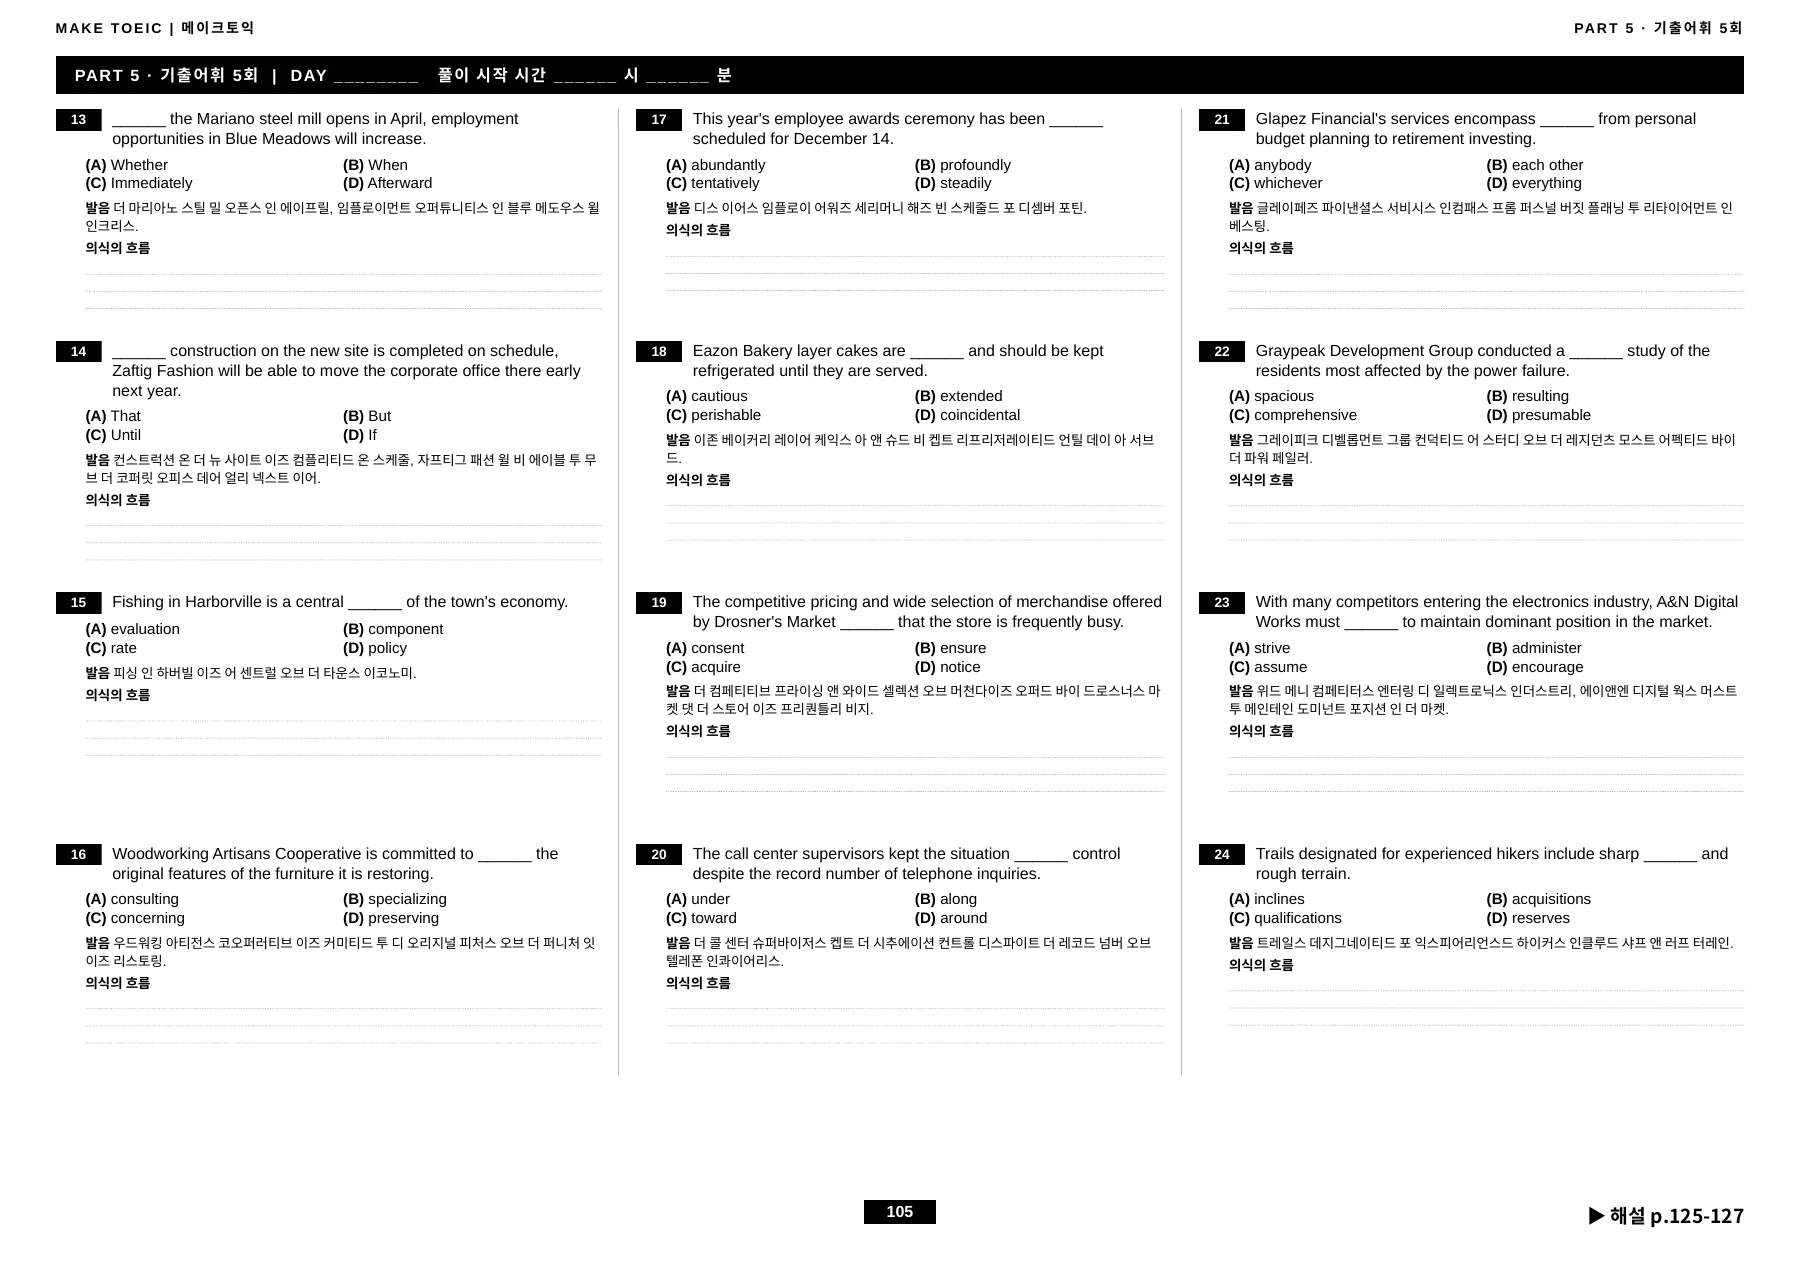 MAKE TOEIC | 메이크토익
PART 5 · 기출어휘 5회
PART 5 · 기출어휘 5회 | DAY ________ 풀이 시작 시간 ______ 시 ______ 분
13 ______ the Mariano steel mill opens in April, employment
opportunities in Blue Meadows will increase.
(A) Whether (B) When
(C) Immediately (D) Afterward
발음 더 마리아노 스틸 밀 오픈스 인 에이프릴, 임플로이먼트 오퍼튜니티스 인 블루 메도우스 윌
인크리스.
의식의 흐름
14 ______ construction on the new site is completed on schedule,
Zaftig Fashion will be able to move the corporate office there early
next year.
(A) That (B) But
(C) Until (D) If
발음 컨스트럭션 온 더 뉴 사이트 이즈 컴플리티드 온 스케줄, 자프티그 패션 윌 비 에이블 투 무
브 더 코퍼릿 오피스 데어 얼리 넥스트 이어.
의식의 흐름
15 Fishing in Harborville is a central ______ of the town's economy.
(A) evaluation (B) component
(C) rate (D) policy
발음 피싱 인 하버빌 이즈 어 센트럴 오브 더 타운스 이코노미.
의식의 흐름
16 Woodworking Artisans Cooperative is committed to ______ the
original features of the furniture it is restoring.
(A) consulting (B) specializing
(C) concerning (D) preserving
발음 우드워킹 아티전스 코오퍼러티브 이즈 커미티드 투 디 오리지널 피처스 오브 더 퍼니처 잇
이즈 리스토링.
의식의 흐름
17 This year's employee awards ceremony has been ______
scheduled for December 14.
(A) abundantly (B) profoundly
(C) tentatively (D) steadily
발음 디스 이어스 임플로이 어워즈 세리머니 해즈 빈 스케줄드 포 디셈버 포틴.
의식의 흐름
18 Eazon Bakery layer cakes are ______ and should be kept
refrigerated until they are served.
(A) cautious (B) extended
(C) perishable (D) coincidental
발음 이존 베이커리 레이어 케익스 아 앤 슈드 비 켑트 리프리저레이티드 언틸 데이 아 서브
드.
의식의 흐름
19 The competitive pricing and wide selection of merchandise offered
by Drosner's Market ______ that the store is frequently busy.
(A) consent (B) ensure
(C) acquire (D) notice
발음 더 컴페티티브 프라이싱 앤 와이드 셀렉션 오브 머천다이즈 오퍼드 바이 드로스너스 마
켓 댓 더 스토어 이즈 프리퀀틀리 비지.
의식의 흐름
20 The call center supervisors kept the situation ______ control
despite the record number of telephone inquiries.
(A) under (B) along
(C) toward (D) around
발음 더 콜 센터 슈퍼바이저스 켑트 더 시추에이션 컨트롤 디스파이트 더 레코드 넘버 오브
텔레폰 인콰이어리스.
의식의 흐름
21 Glapez Financial's services encompass ______ from personal
budget planning to retirement investing.
(A) anybody (B) each other
(C) whichever (D) everything
발음 글레이페즈 파이낸셜스 서비시스 인컴패스 프롬 퍼스널 버짓 플래닝 투 리타이어먼트 인
베스팅.
의식의 흐름
22 Graypeak Development Group conducted a ______ study of the
residents most affected by the power failure.
(A) spacious (B) resulting
(C) comprehensive (D) presumable
발음 그레이피크 디벨롭먼트 그룹 컨덕티드 어 스터디 오브 더 레지던츠 모스트 어펙티드 바이
더 파워 페일러.
의식의 흐름
23 With many competitors entering the electronics industry, A&N Digital
Works must ______ to maintain dominant position in the market.
(A) strive (B) administer
(C) assume (D) encourage
발음 위드 메니 컴페티터스 엔터링 디 일렉트로닉스 인더스트리, 에이앤엔 디지털 웍스 머스트
투 메인테인 도미넌트 포지션 인 더 마켓.
의식의 흐름
24 Trails designated for experienced hikers include sharp ______ and
rough terrain.
(A) inclines (B) acquisitions
(C) qualifications (D) reserves
발음 트레일스 데지그네이티드 포 익스피어리언스드 하이커스 인클루드 샤프 앤 러프 터레인.
의식의 흐름
105
▶ 해설 p.125-127